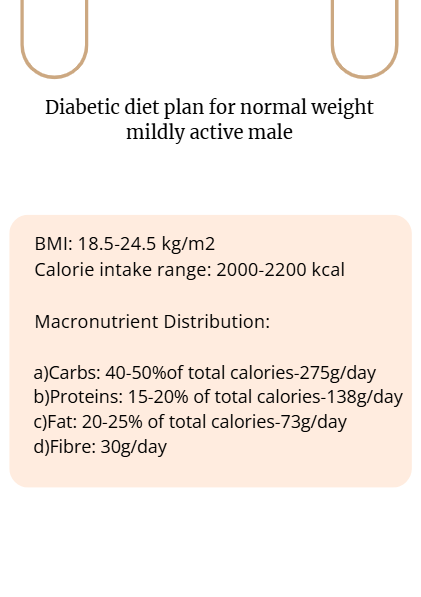 Diabetic diet plan for normal weight
mildly active male
BMI: 18.5-24.5 kg/m2
Calorie intake range: 2000-2200 kcal
Macronutrient Distribution:
a)Carbs: 40-50%of total calories-275g/day
b)Proteins: 15-20% of total calories-138g/day
c)Fat: 20-25% of total calories-73g/day
d)Fibre: 30g/day